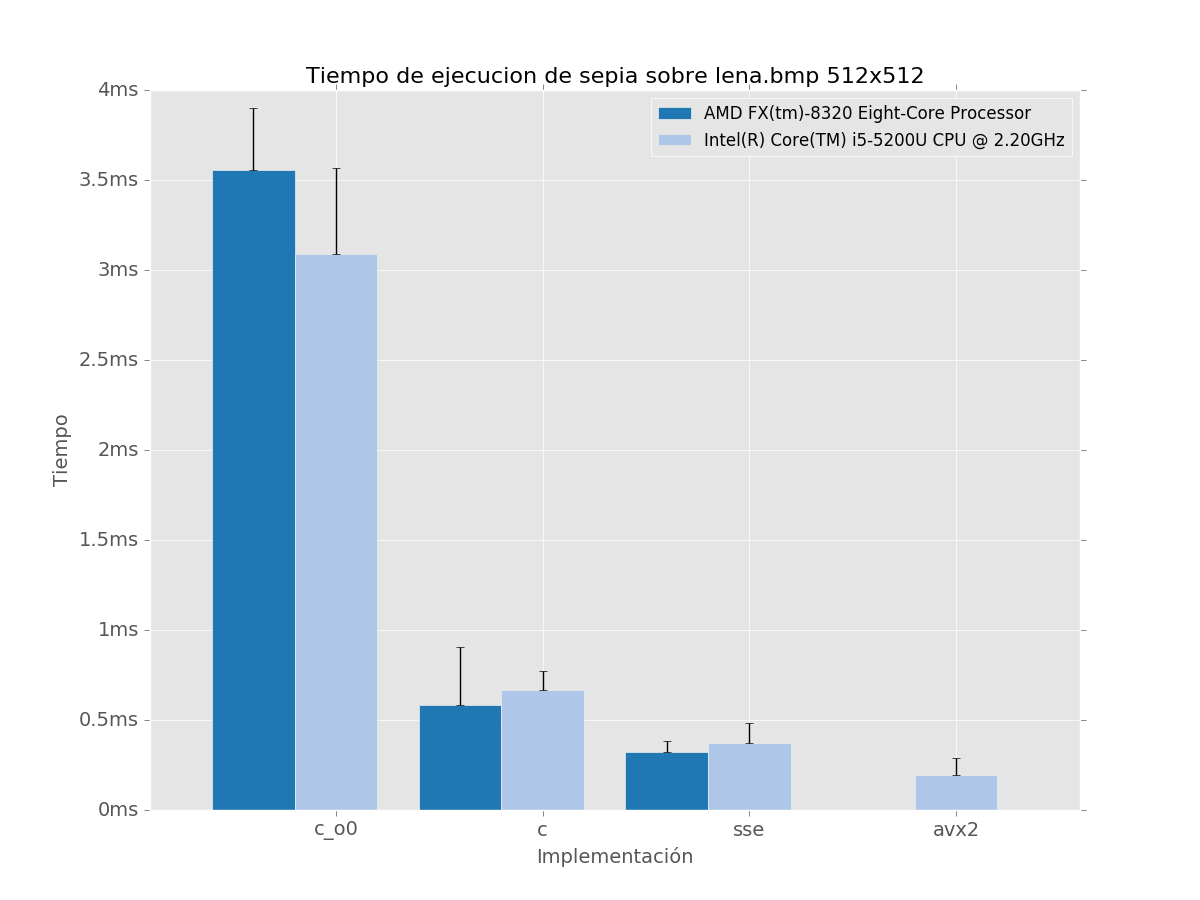 Tiempo de ejecucion de sepia sobre lena.bmp 512x512
AMD FX(tm)-8320 Eight-Core Processor
Intel(R) Core(TM) i5-5200U CPU @ 2.20GHz
4ms
3.5ms
3ms
2.5ms
2ms
1.5ms
1ms
0.5ms
0ms
Tiempo
c_o0
c
sse
avx2
Implementación